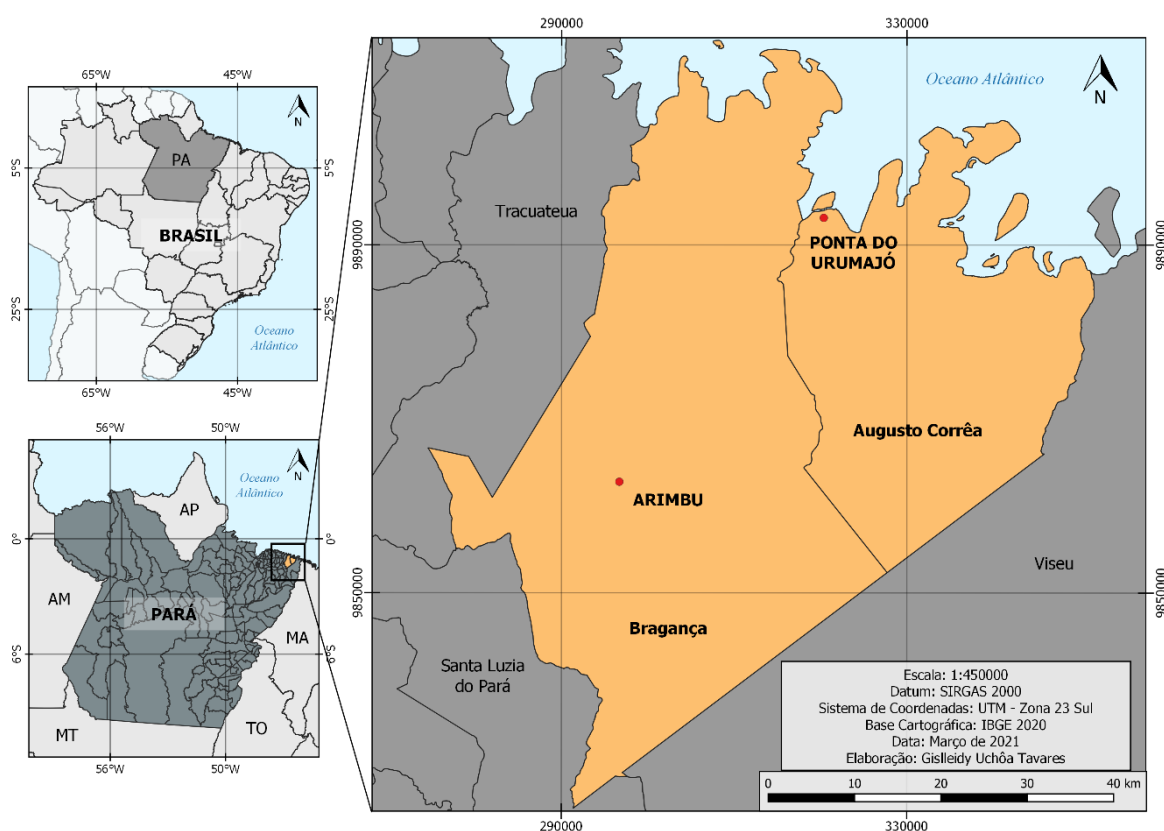 65°W
45°W
N
5°S
5°S
PA
BRASIL
25°S
25°S
Oceano
Atlântico
65°W
45°W
56°W
50°W
N
Oceano
Atlântico
AP
0°
0°
AM
PARÁ
MA
6°S
6°S
MT
TO
56°W
50°W
290000
330000
Oceano Atlântico
N
Tracuateua
9890000
PONTA DO
URUMAJÓ
9890000
Augusto Corrêa
ARIMBU
Viseu
9850000
9850000
Bragança
Santa Luzia
do Pará
Escala: 1:450000
Datum: SIRGAS 2000
Sistema de Coordenadas: UTM - Zona 23 Sul
Base Cartográfica: IBGE 2020
Data: Março de 2021
Elaboração: Gislleidy Uchôa Tavares
0 10 20 30 40 km
290000
330000